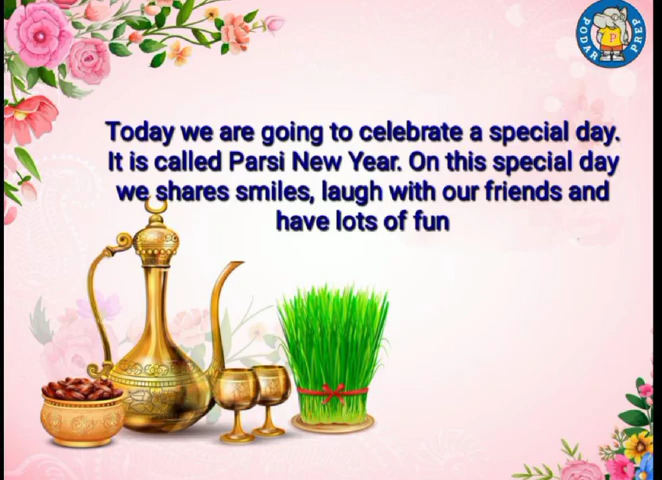 PODAR PREP
P
Today we are going to celebrate a special day.
It is called Parsi New Year. On this special day
we shares smiles, laugh with our friends and
have lots of fun